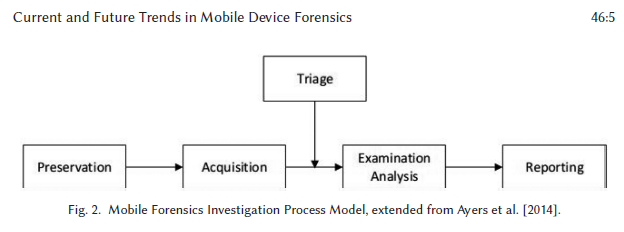 Current and Future Trends in Mobile Device Forensics 46:5
Triage
Preservation
Acquisition
Examination
Analysis
Reporting
Fig. 2. Mobile Forensics Investigation Process Model, extended from Ayers et al. [2014].